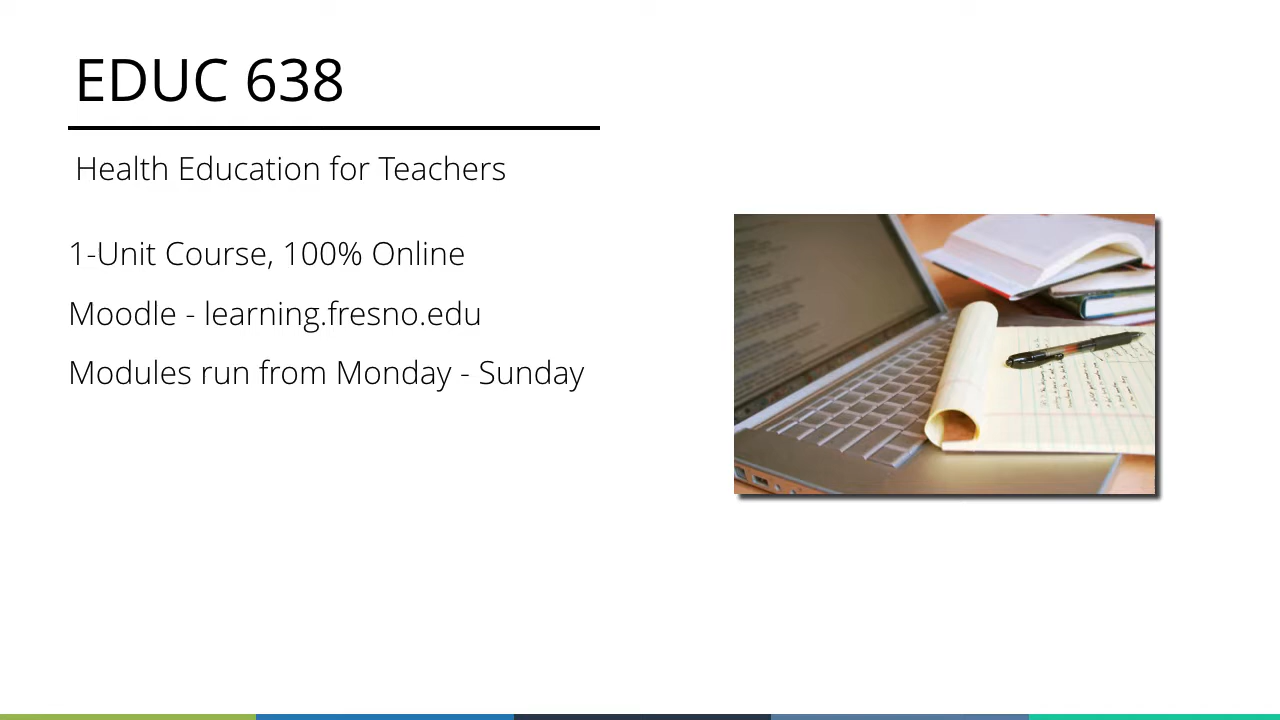 EDUC 638
Health Education for Teachers
1-Unit Course, 100% Online
Moodle - learning.fresno.edu
Modules run from Monday - Sunday